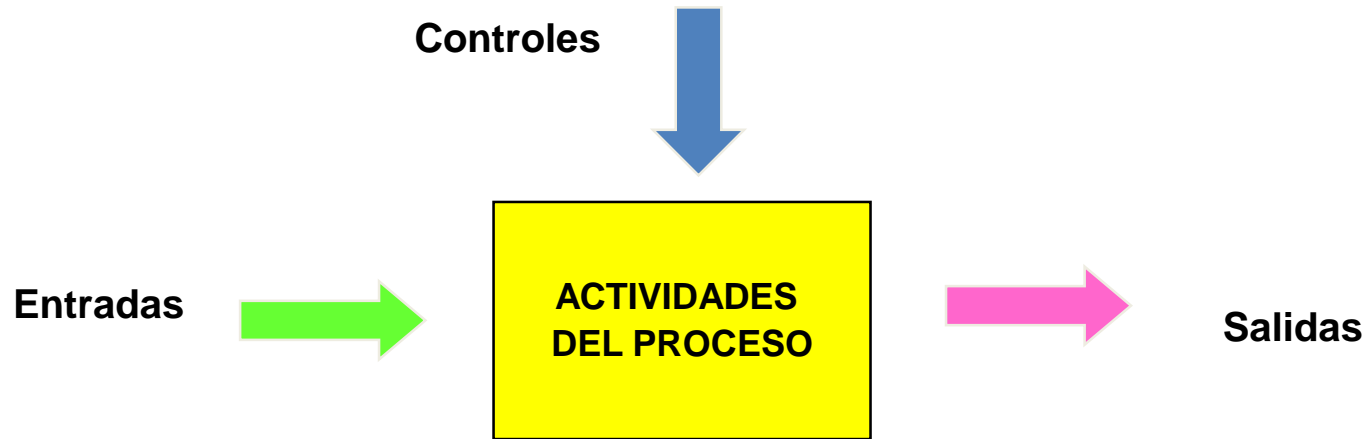 Controles
Entradas
ACTIVIDADES
DEL PROCESO
Salidas